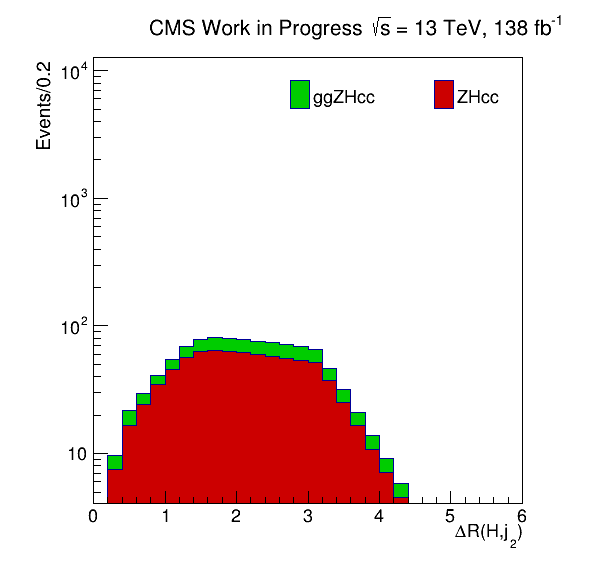 CMS Work in Progress √s = 13 TeV, 138 fb⁻¹
Events/0.2
ggZHcc ZHcc
10⁴
10³
10²
10
0 1 2 3 4 5 6
ΔR(H,j₂)